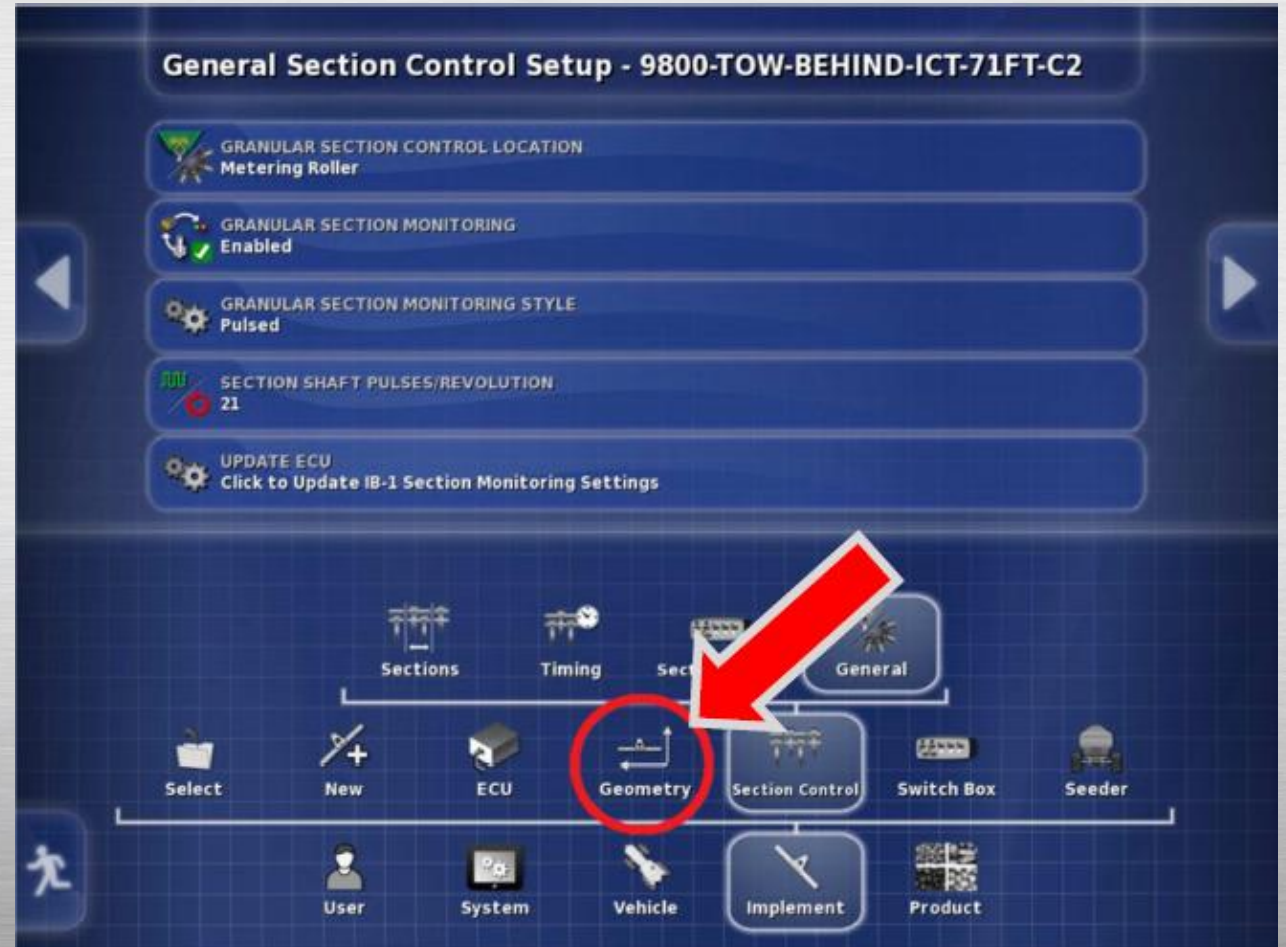 General Section Control Setup - 9800-TOW-BEHIND-ICT-71FT-C2
GRANULAR SECTION CONTROL LOCATION
Metering Roller
GRANULAR SECTION MONITORING
Enabled
GRANULAR SECTION MONITORING STYLE
Pulsed
SECTION SHAFT PULSES/REVOLUTION
21
UPDATE ECU
Click to Update IB-1 Section Monitoring Settings
Sections Timing General
Select New ECU Geometry Section Control Switch Box Seeder
User System Vehicle Implement Product